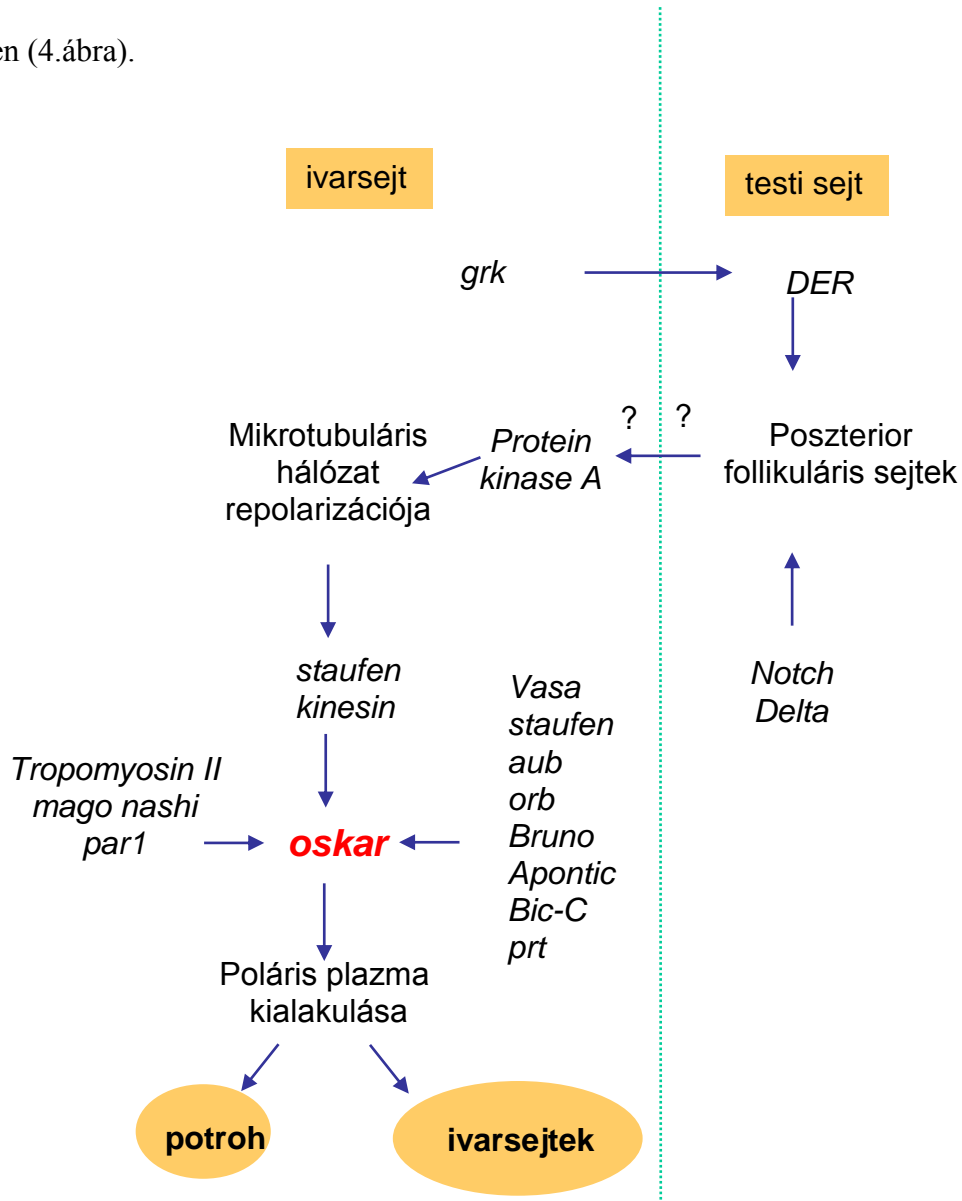 en (4.ábra).
ivarsejt
testi sejt
grk
DER
? ?
Mikrotubuláris
hálózat
repolarizációja
Protein
kinase A
Poszterior
follikuláris sejtek
staufen
kinesin
Notch
Delta
Vasa
staufen
aub
orb
Bruno
Apontic
Bic-C
prt
Tropomyosin II
mago nashi
par1
oskar
Poláris plazma
kialakulása
potroh
ivarsejtek